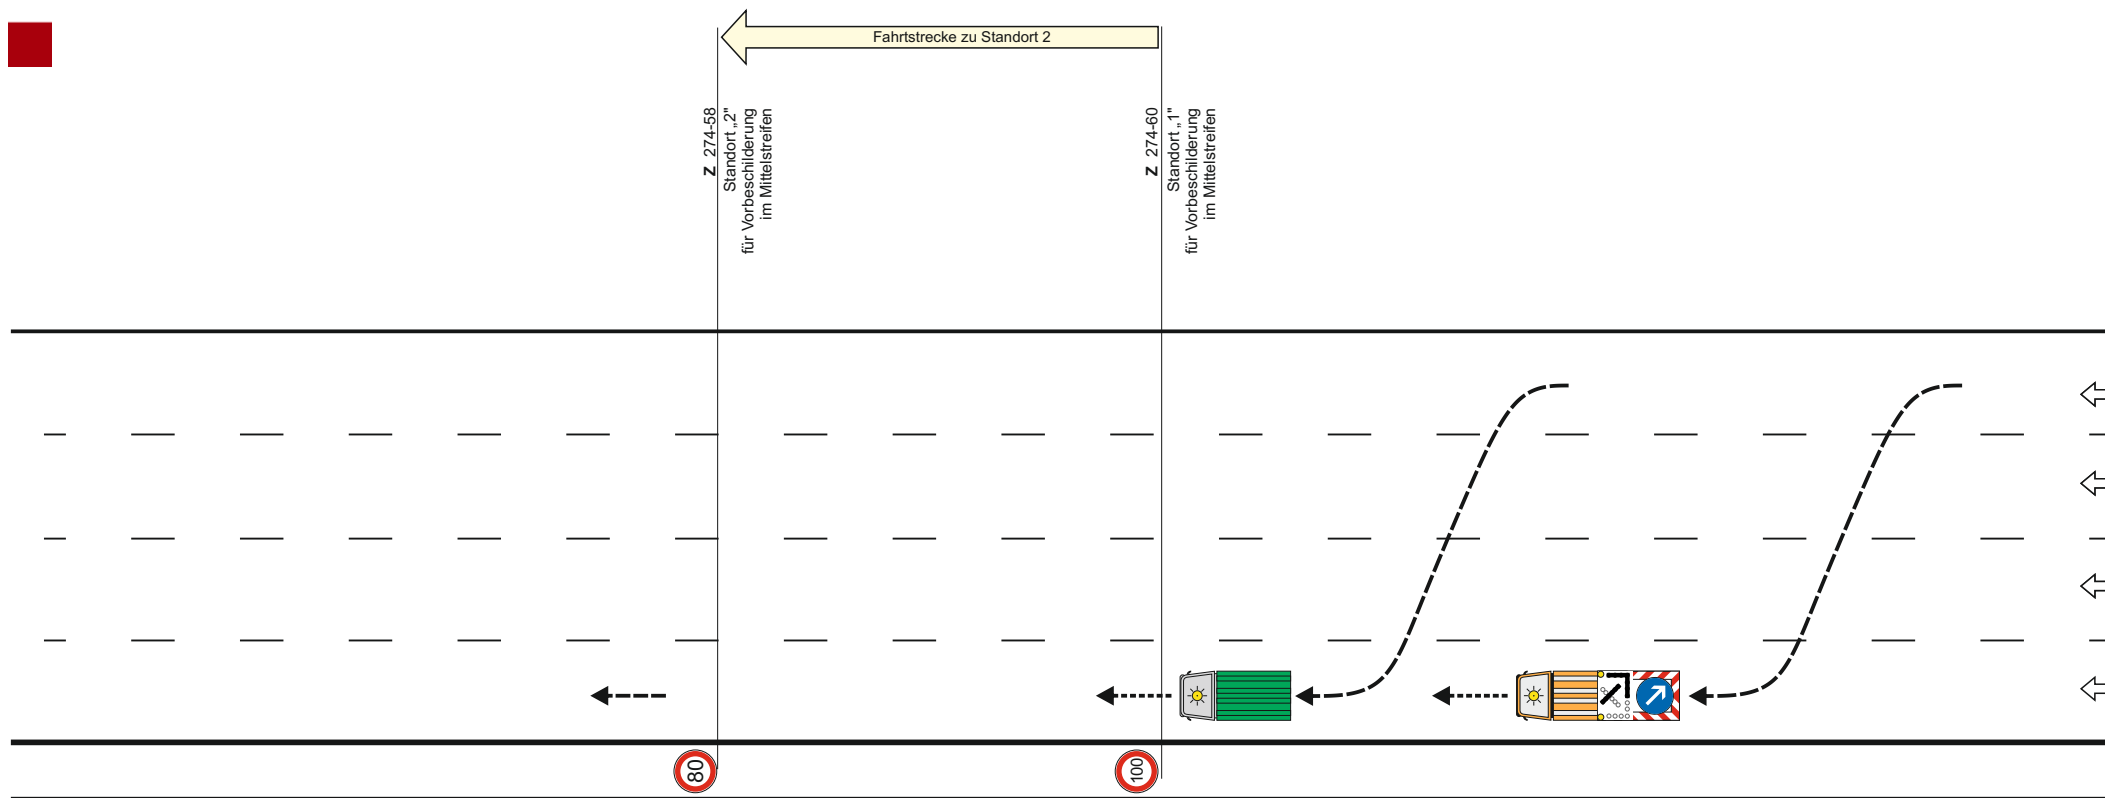 Fahrtstrecke zu Standort 2
Z 274-58
Standort „2"
für Vorbeschilderung
im Mittelstreifen
Z 274-60
Standort „1"
für Vorbeschilderung
im Mittelstreifen
80
100